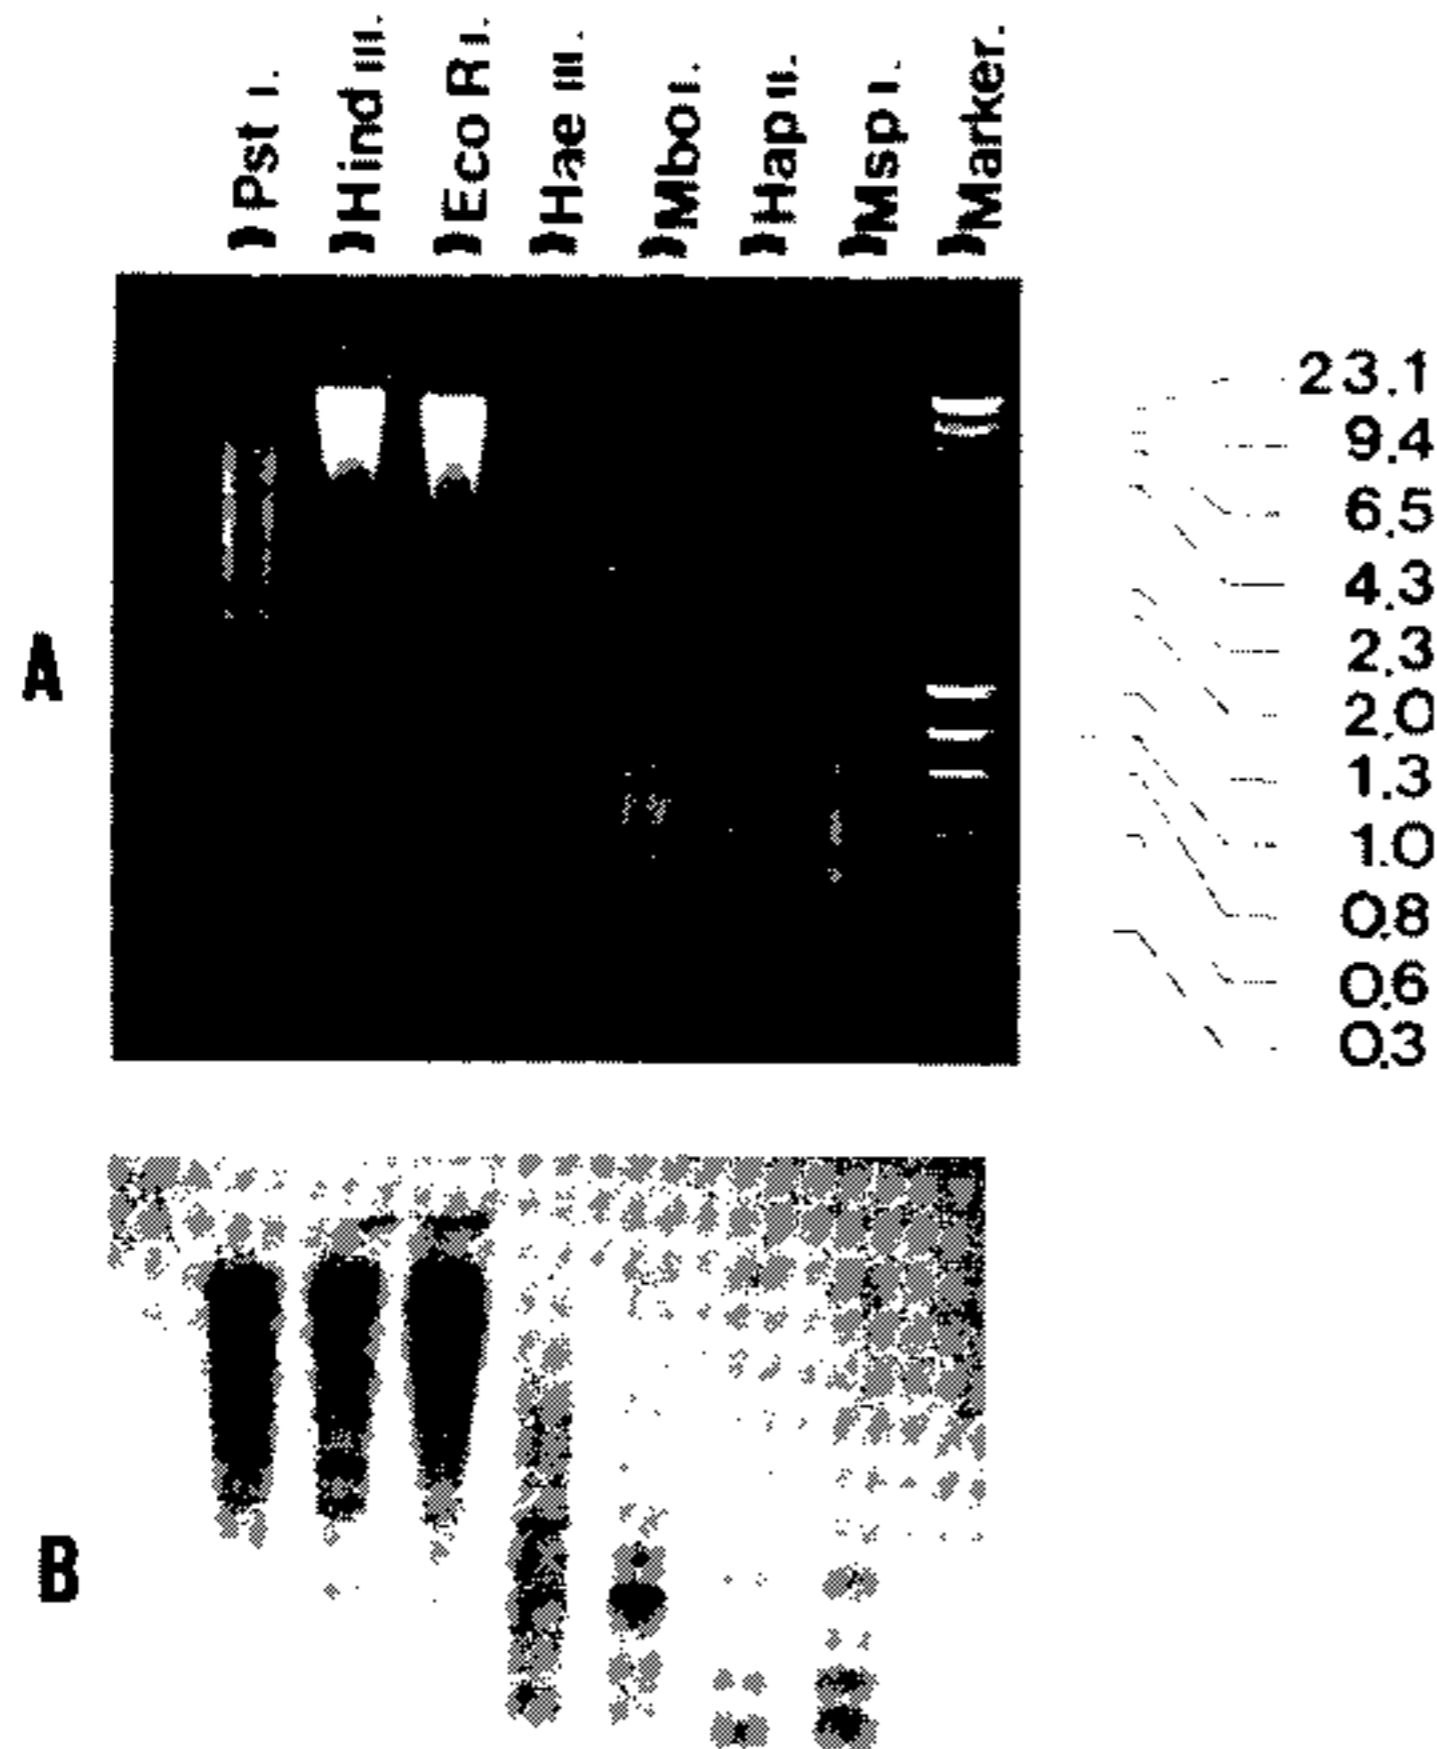 Pst I.
Hind III.
Eco R I.
Hae III.
Mbo I.
Hap II.
Msp I.
Marker.
23.1
9.4
6.5
4.3
2.3
2.0
1.3
1.0
0.8
0.6
0.3
A
B